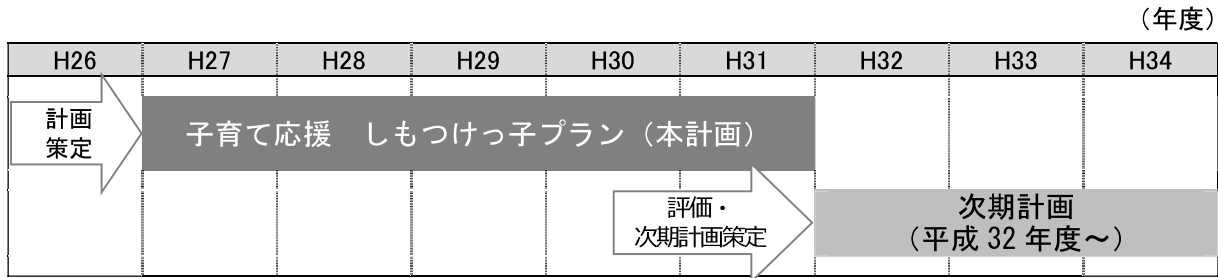 （年度）
H26 H27 H28 H29 H30 H31 H32 H33 H34
計画
策定
子育て応援　しもつけっ子プラン（本計画）
評価・
次期計画策定
次期計画
（平成 32 年度～）